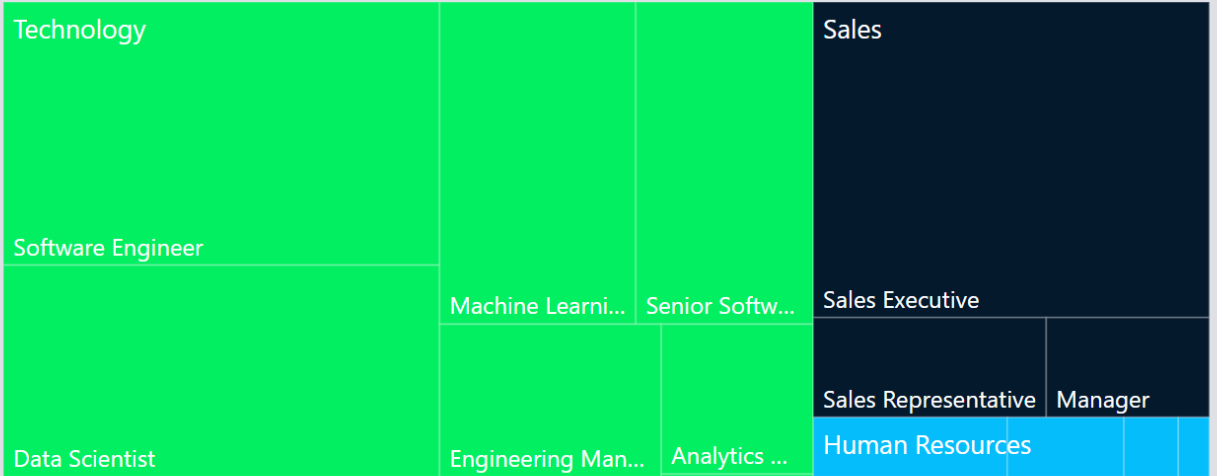 Technology
Software Engineer
Data Scientist
Machine Learni...
Senior Softw...
Engineering Man...
Analytics ...
Sales
Sales Executive
Sales Representative
Manager
Human Resources